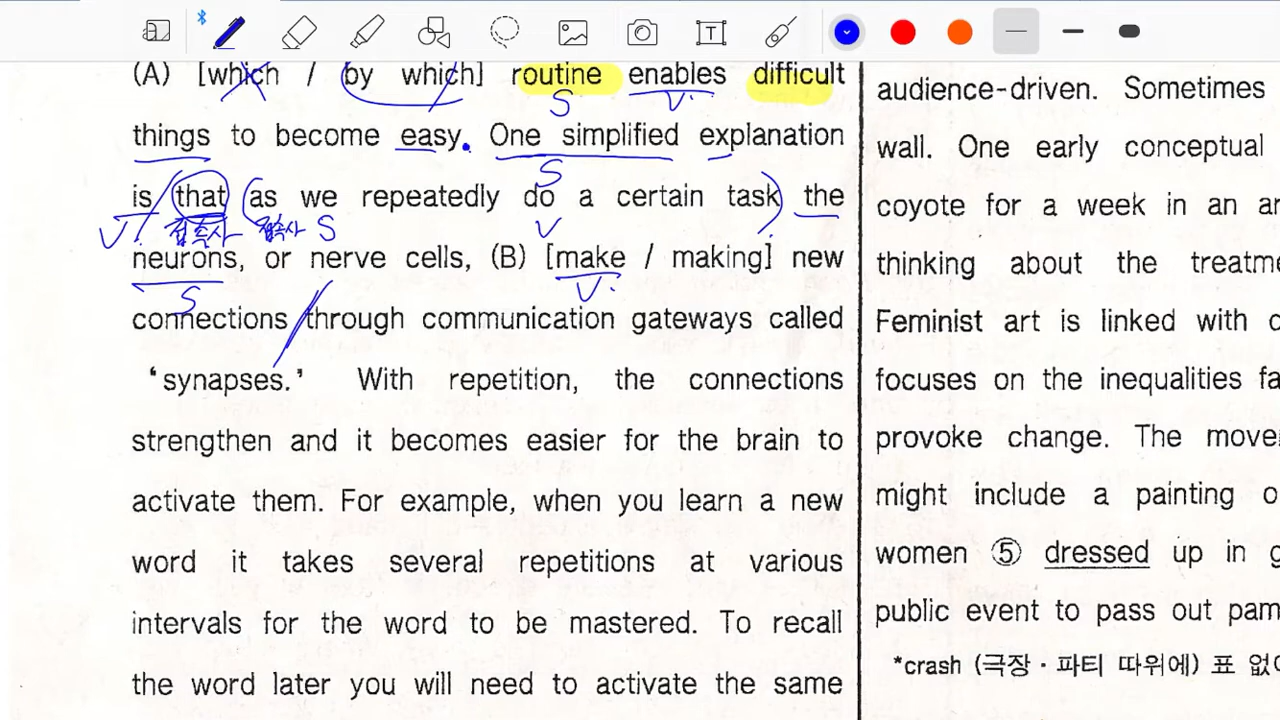 T
(A) [which / by which] routine enables difficult
S V.
things to become easy. One simplified explanation
S
is that as we repeatedly do a certain task the
V 접속사 접속사 S V
neurons, or nerve cells, (B) [make / making] new
S V.
connections through communication gateways called
‘synapses.’ With repetition, the connections
strengthen and it becomes easier for the brain to
activate them. For example, when you learn a new
word it takes several repetitions at various
intervals for the word to be mastered. To recall
the word later you will need to activate the same
audience-driven. Sometimes
wall. One early conceptual
coyote for a week in an
thinking about the
Feminist art is linked with
focuses on the inequalities
provoke change. The
might include a painting
women ⑤ dressed up in
public event to pass out
*crash (극장·파티 따위에) 표